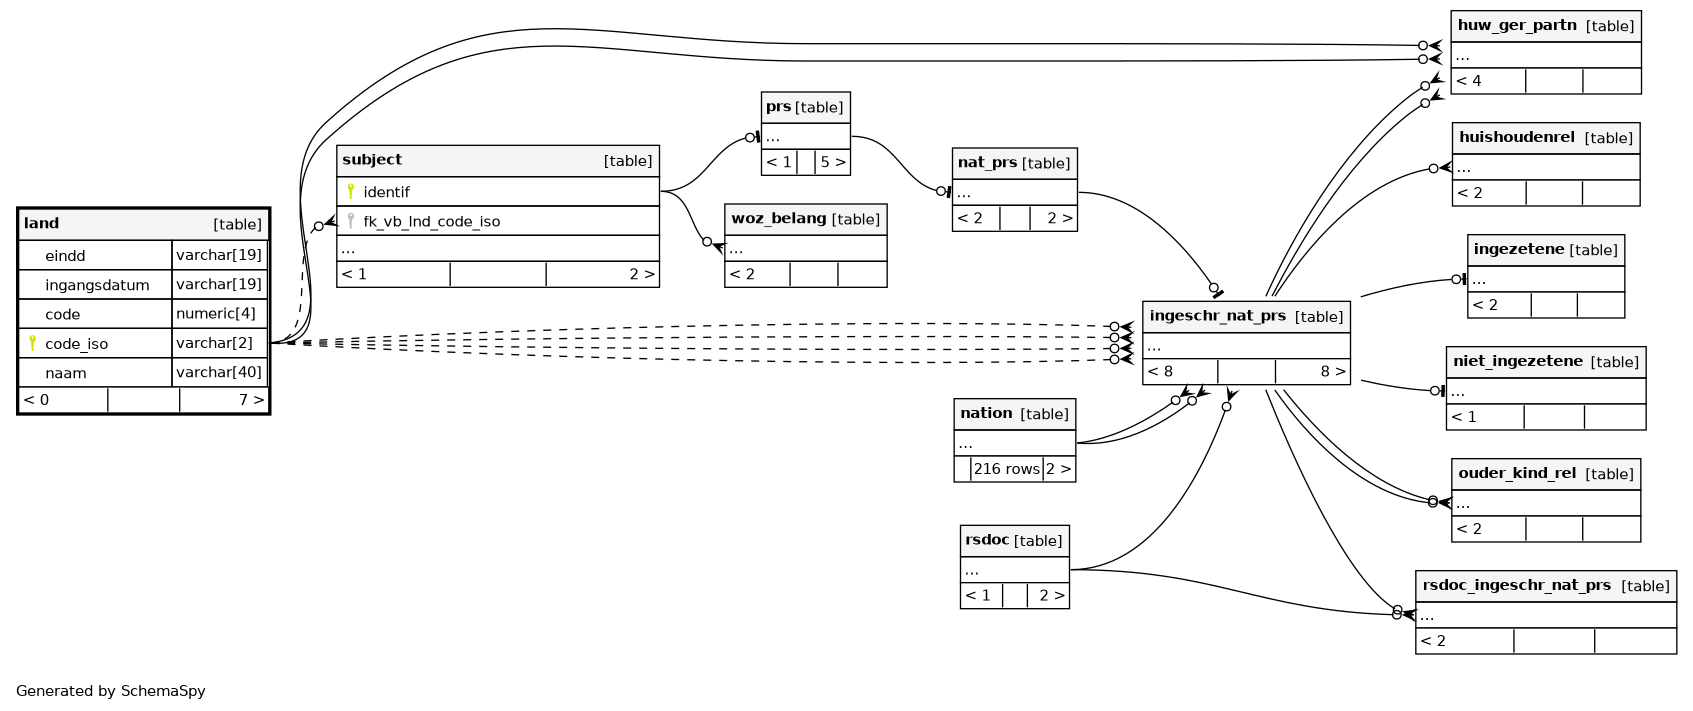 huw_ger_partn [table]
...
< 4
prs [table]
...
< 1 5 >
huishoudenrel [table]
...
< 2
subject [table]
identif
fk_vb_lnd_code_iso
...
< 1 2 >
nat_prs [table]
...
< 2 2 >
woz_belang [table]
...
< 2
land [table]
eindd varchar[19]
ingangsdatum varchar[19]
code numeric[4]
code_iso varchar[2]
naam varchar[40]
< 0 7 >
ingezetene [table]
...
< 2
ingeschr_nat_prs [table]
...
< 8 8 >
niet_ingezetene [table]
...
< 1
nation [table]
...
216 rows 2 >
ouder_kind_rel [table]
...
< 2
rsdoc [table]
...
< 1 2 >
rsdoc_ingeschr_nat_prs [table]
...
< 2
Generated by SchemaSpy